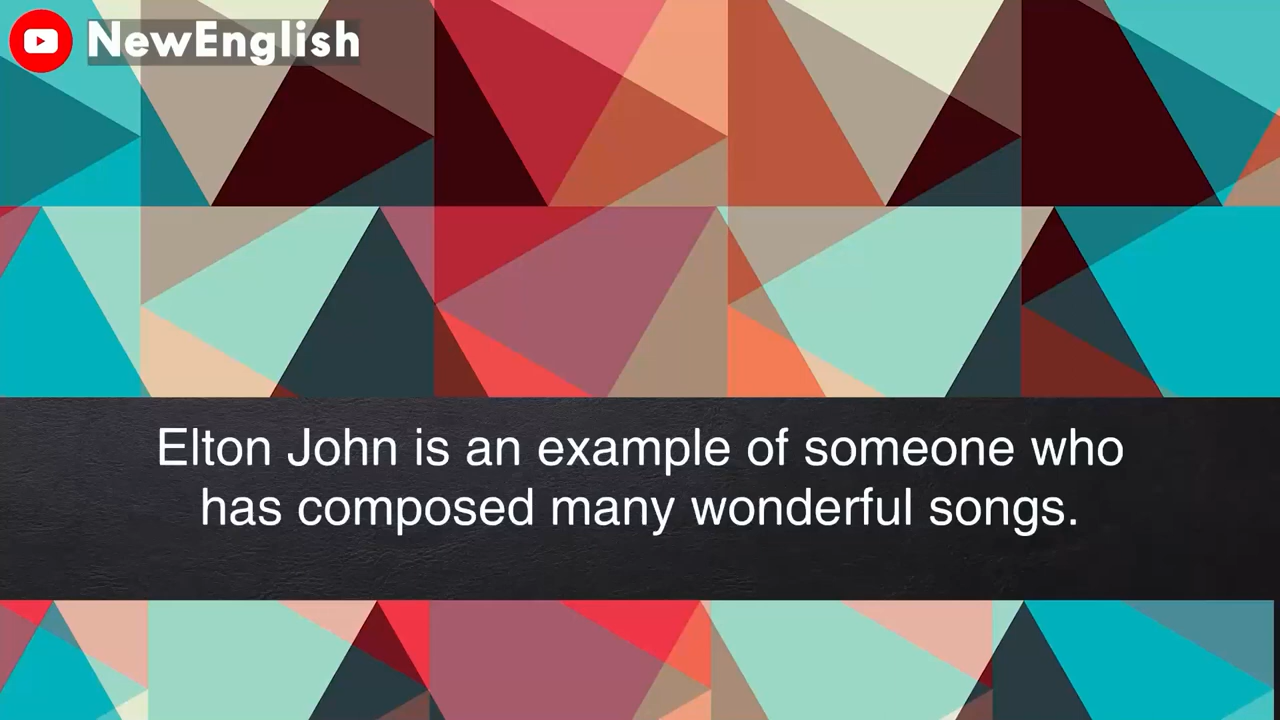 NewEnglish
Elton John is an example of someone who
has composed many wonderful songs.